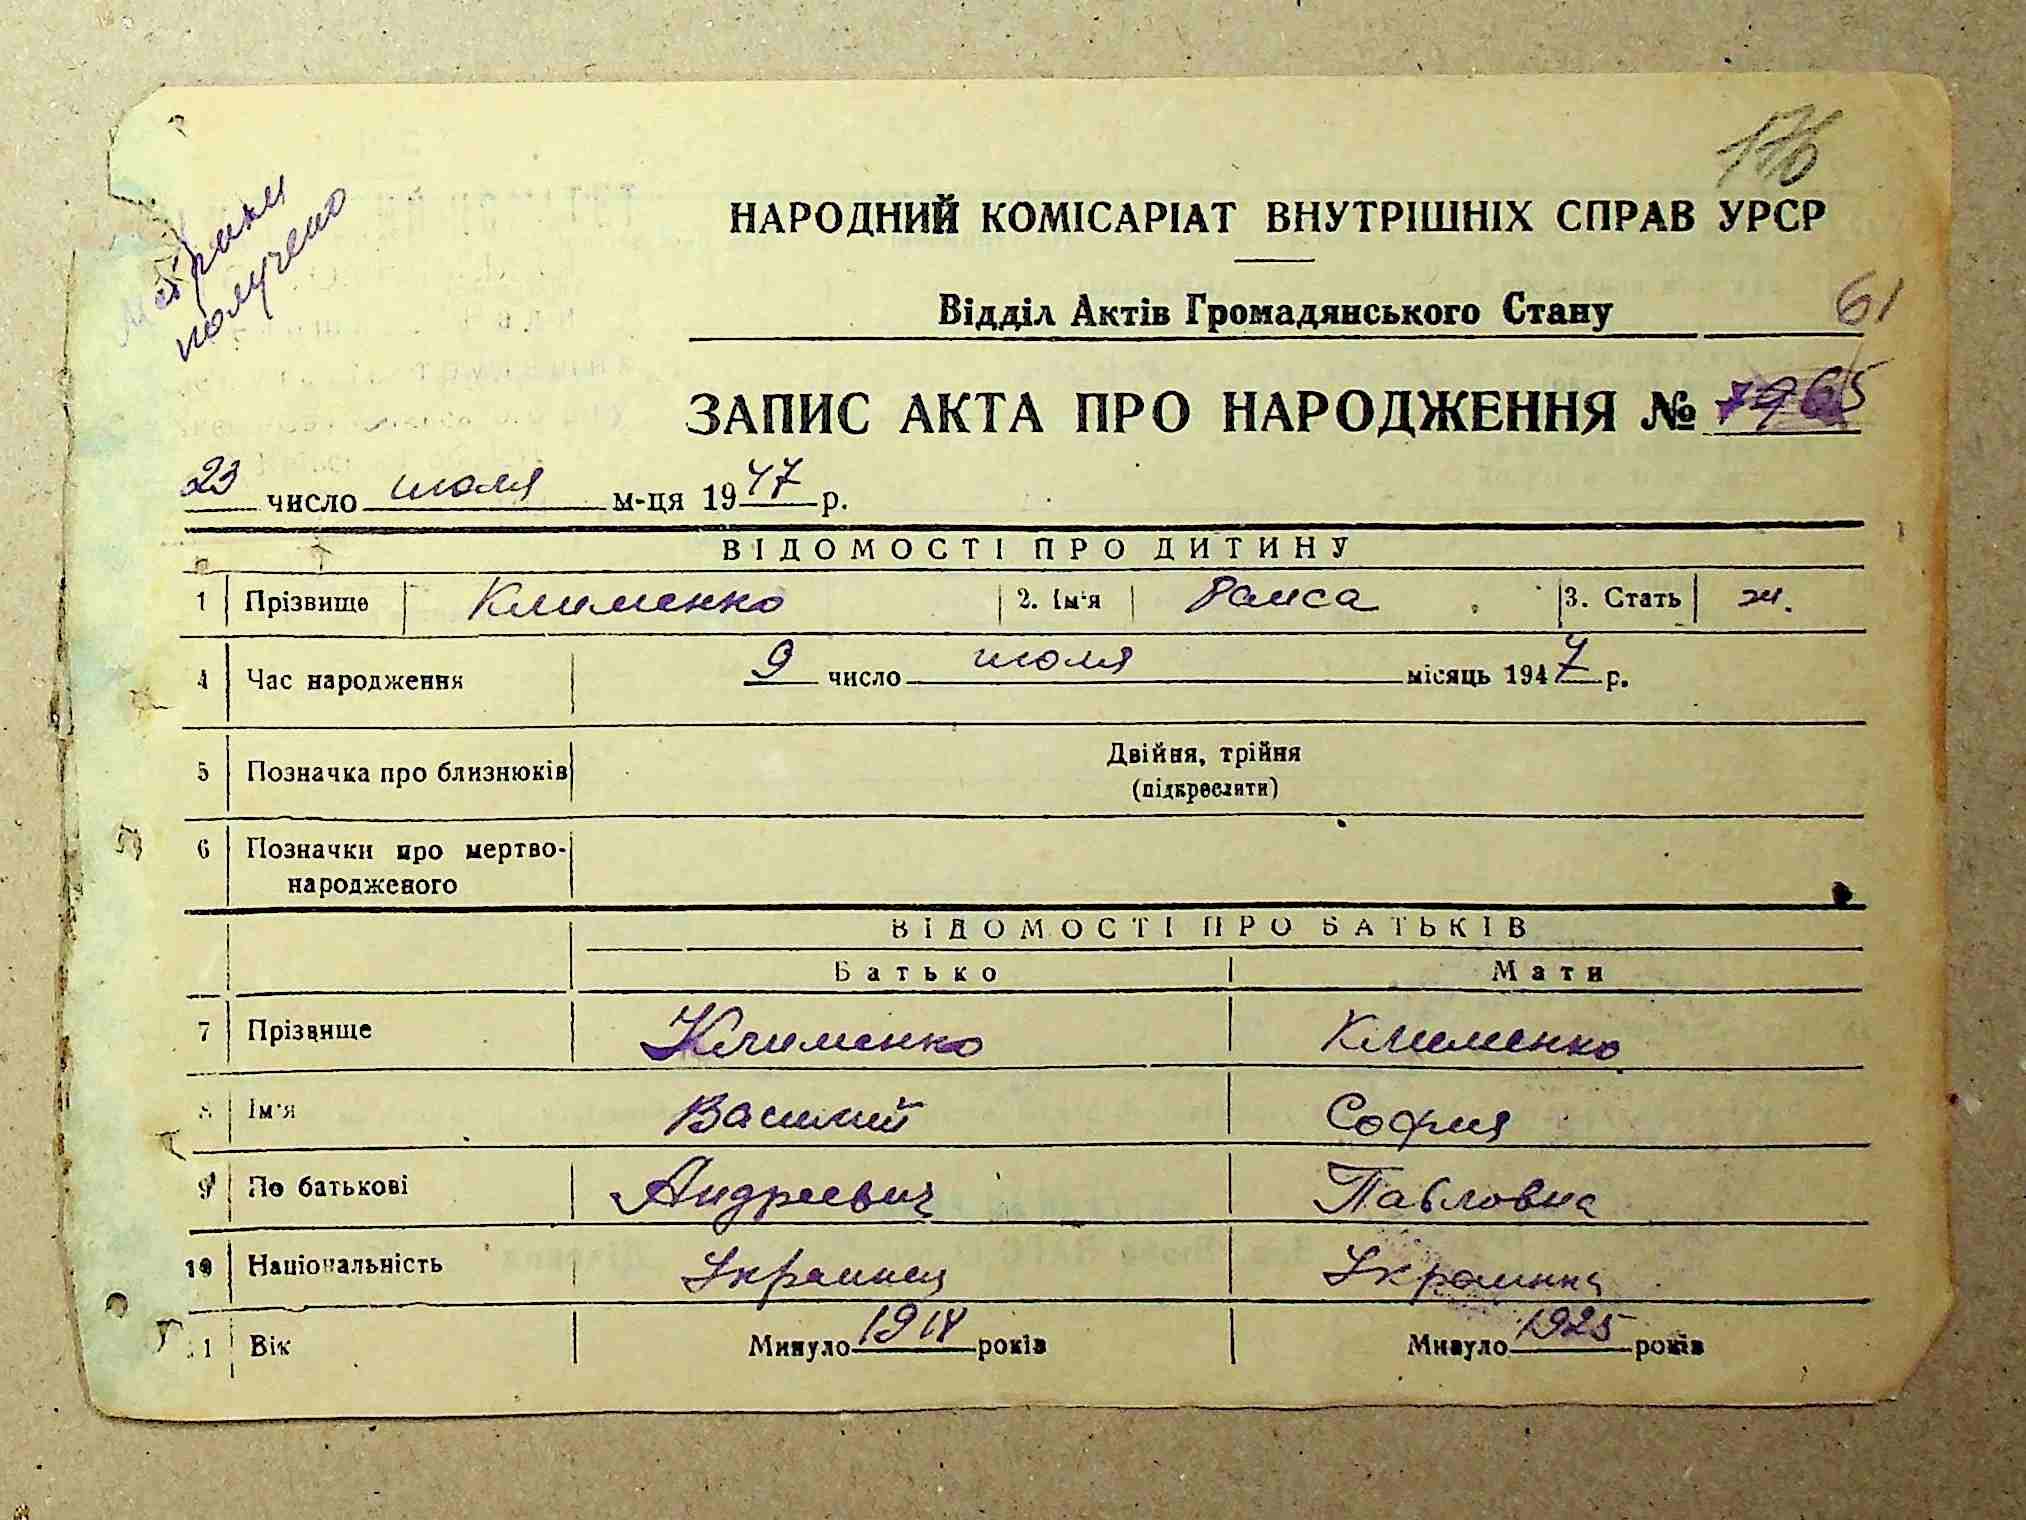 176
Метрики
получено
НАРОДНИЙ КОМІСАРІАТ ВНУТРІШНІХ СПРАВ УРСР
Відділ Актів Громадянського Стану
61
ЗАПИС АКТА ПРО НАРОДЖЕННЯ №
23 число июля м-ця 1947 р.
ВІДОМОСТІ ПРО ДИТИНУ
1 Прізвище Клименко 2. Ім'я Раиса 3. Стать ж.
4 Час народження 9 число июля місяць 1947 р.
5 Позначка про близнюків Двійня, трійня
(підкреслити)
6 Позначки про мертво-
народженого
ВІДОМОСТІ ПРО БАТЬКІВ
Батько Мати
7 Прізвище Клименко Клименко
8 Ім'я Василий София
9 По батькові Андреевич Павловна
10 Національність Украинец Украинка
11 Вік Минуло 1918 років Минуло 1925 років